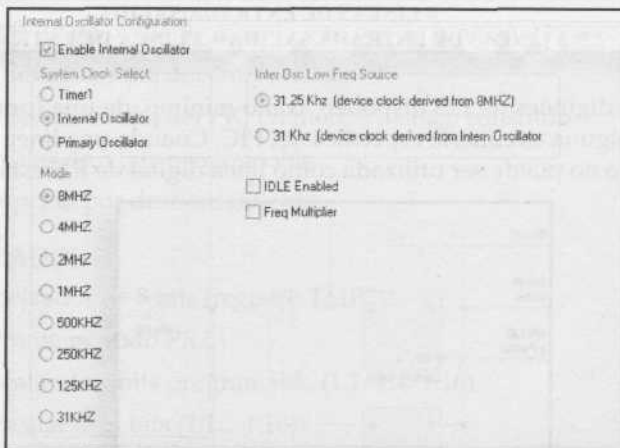 Internal Oscillator Configuration
Enable Internal Oscillator
System Clock Select
Timer1
Internal Oscillator
Primary Oscillator
Mode
8MHZ
4MHZ
2MHZ
1MHZ
500KHZ
250KHZ
125KHZ
31KHZ
Inter Osc Low Freq Source
31.25 Khz (device clock derived from 8MHZ)
31 Khz (device clock derived from Intern Oscillator
IDLE Enabled
Freq Multiplier